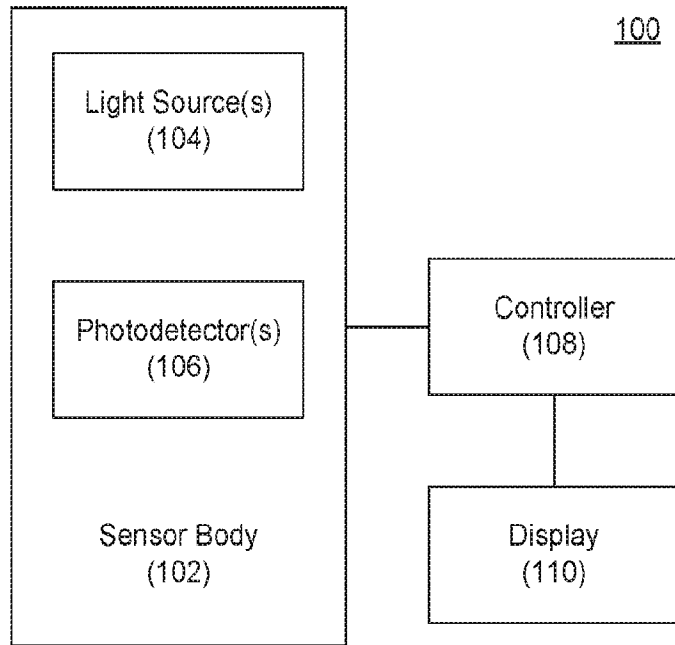 100
Light Source(s)
(104)
Photodetector(s)
(106)
Sensor Body
(102)
Controller
(108)
Display
(110)